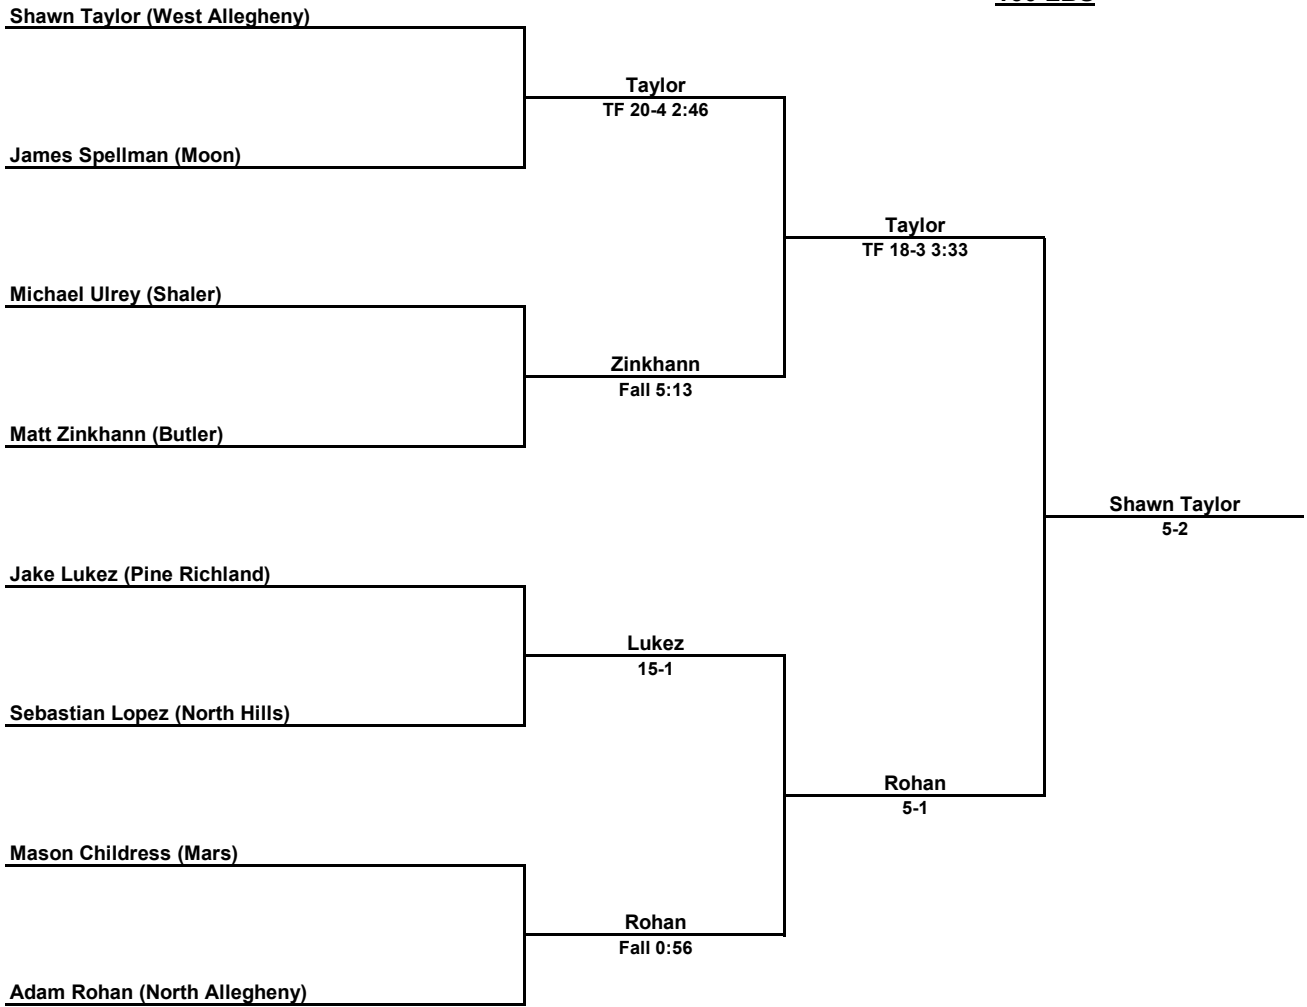 Shawn Taylor (West Allegheny)
Taylor
TF 20-4 2:46
James Spellman (Moon)
Taylor
TF 18-3 3:33
Michael Ulrey (Shaler)
Zinkhann
Fall 5:13
Matt Zinkhann (Butler)
Shawn Taylor
5-2
Jake Lukez (Pine Richland)
Lukez
15-1
Sebastian Lopez (North Hills)
Rohan
5-1
Mason Childress (Mars)
Rohan
Fall 0:56
Adam Rohan (North Allegheny)